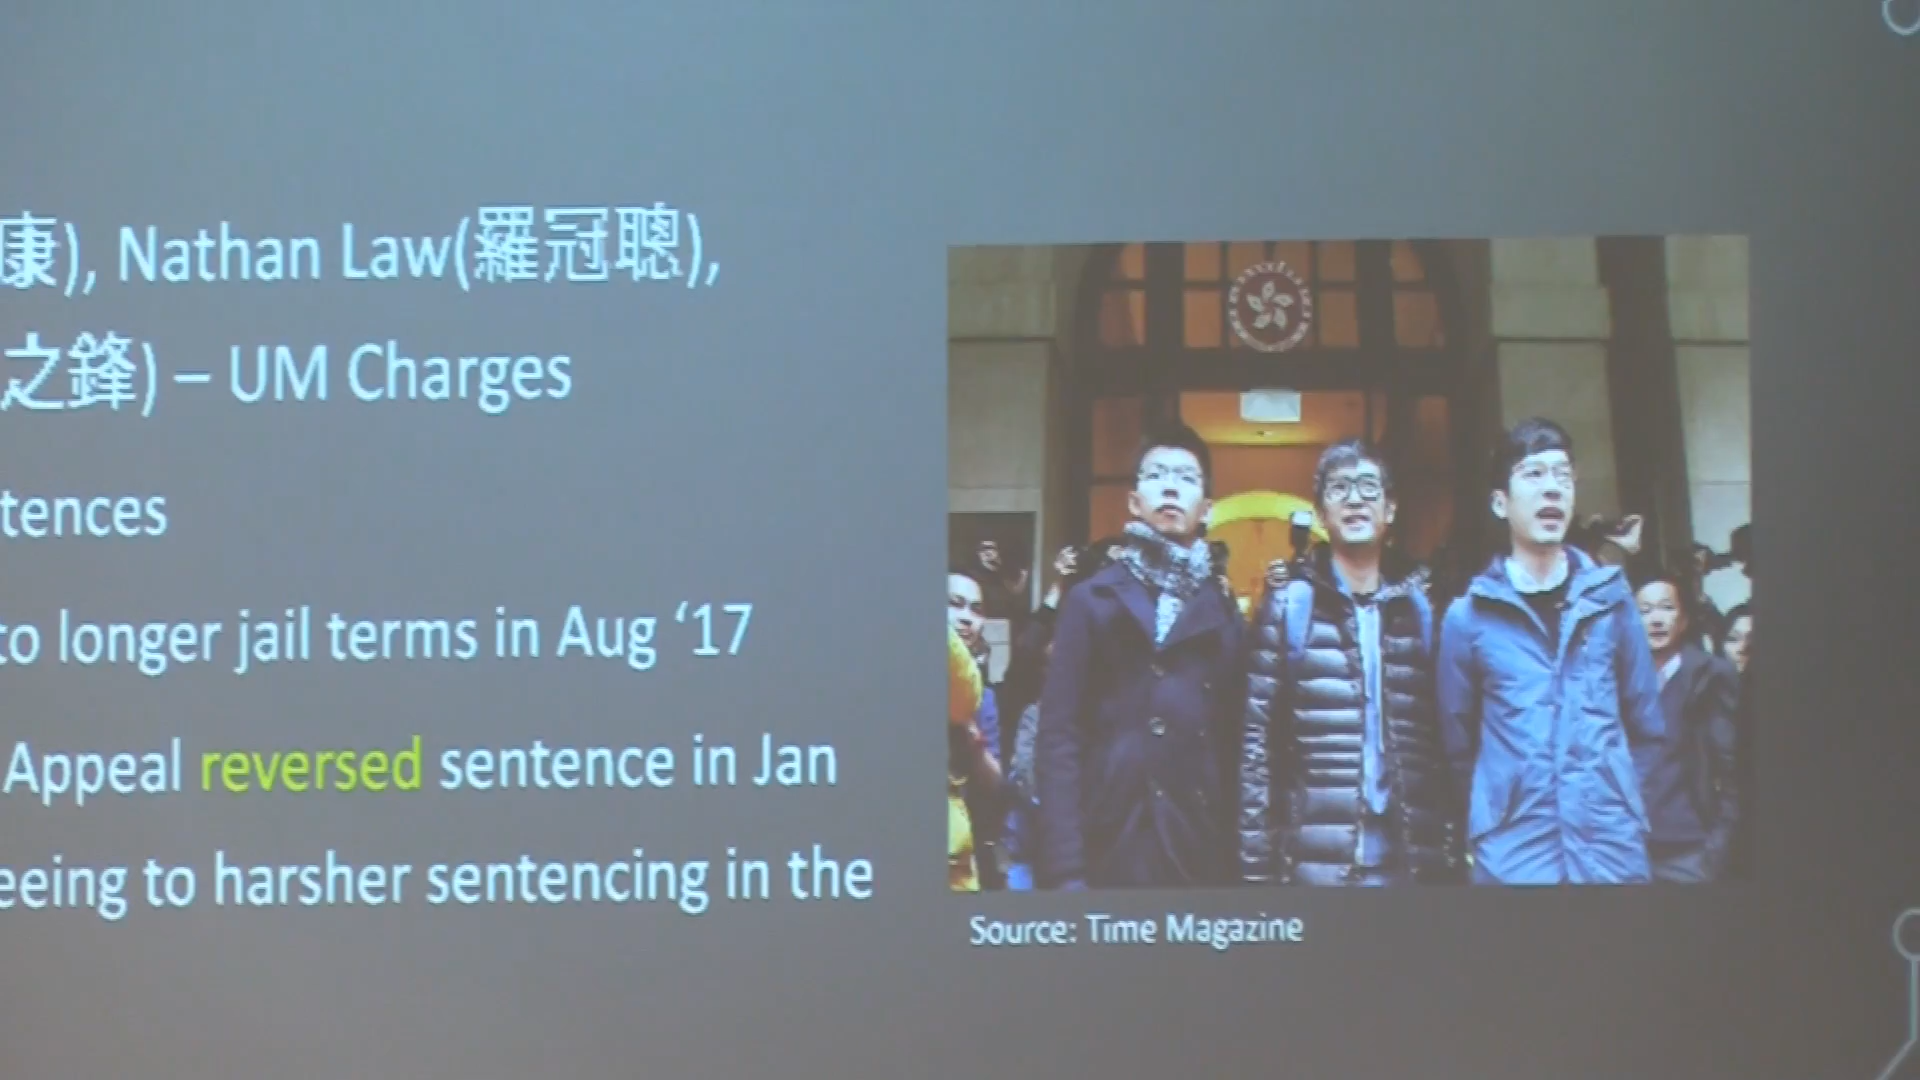 康), Nathan Law(羅冠聰),
之鋒) – UM Charges
tences
to longer jail terms in Aug ‘17
Appeal reversed sentence in Jan
eeing to harsher sentencing in the
Source: Time Magazine